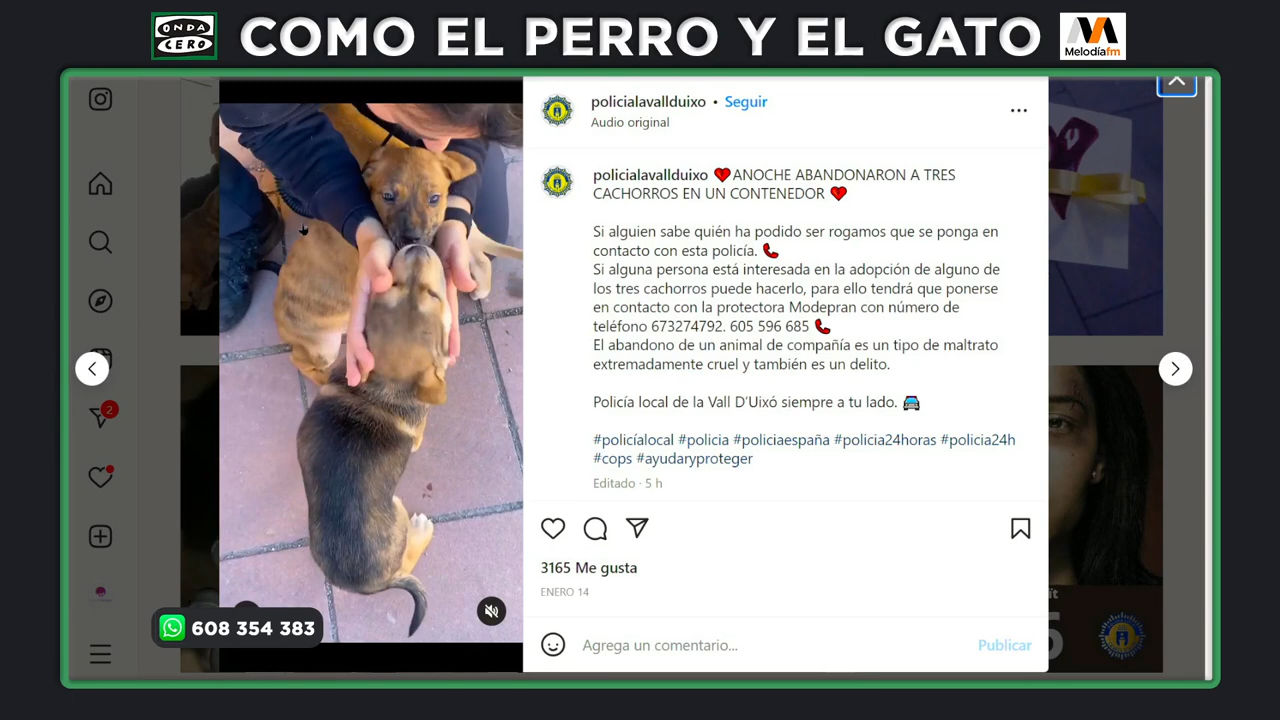 ONDA
CERO
COMO EL PERRO Y EL GATO
Melodíafm
policialavallduixo • Seguir
Audio original
policialavallduixo 💔ANOCHE ABANDONARON A TRES
CACHORROS EN UN CONTENEDOR 💔
Si alguien sabe quién ha podido ser rogamos que se ponga en
contacto con esta policía. 📞
Si alguna persona está interesada en la adopción de alguno de
los tres cachorros puede hacerlo, para ello tendrá que ponerse
en contacto con la protectora Modepran con número de
teléfono 673274792. 605 596 685 📞
El abandono de un animal de compañía es un tipo de maltrato
extremadamente cruel y también es un delito.
Policía local de la Vall D'Uixó siempre a tu lado. 🚘
#policíalocal #policia #policiaespaña #policia24horas #policia24h
#cops #ayudaryproteger
Editado · 5 h
3165 Me gusta
ENERO 14
Agrega un comentario...
Publicar
2
608 354 383